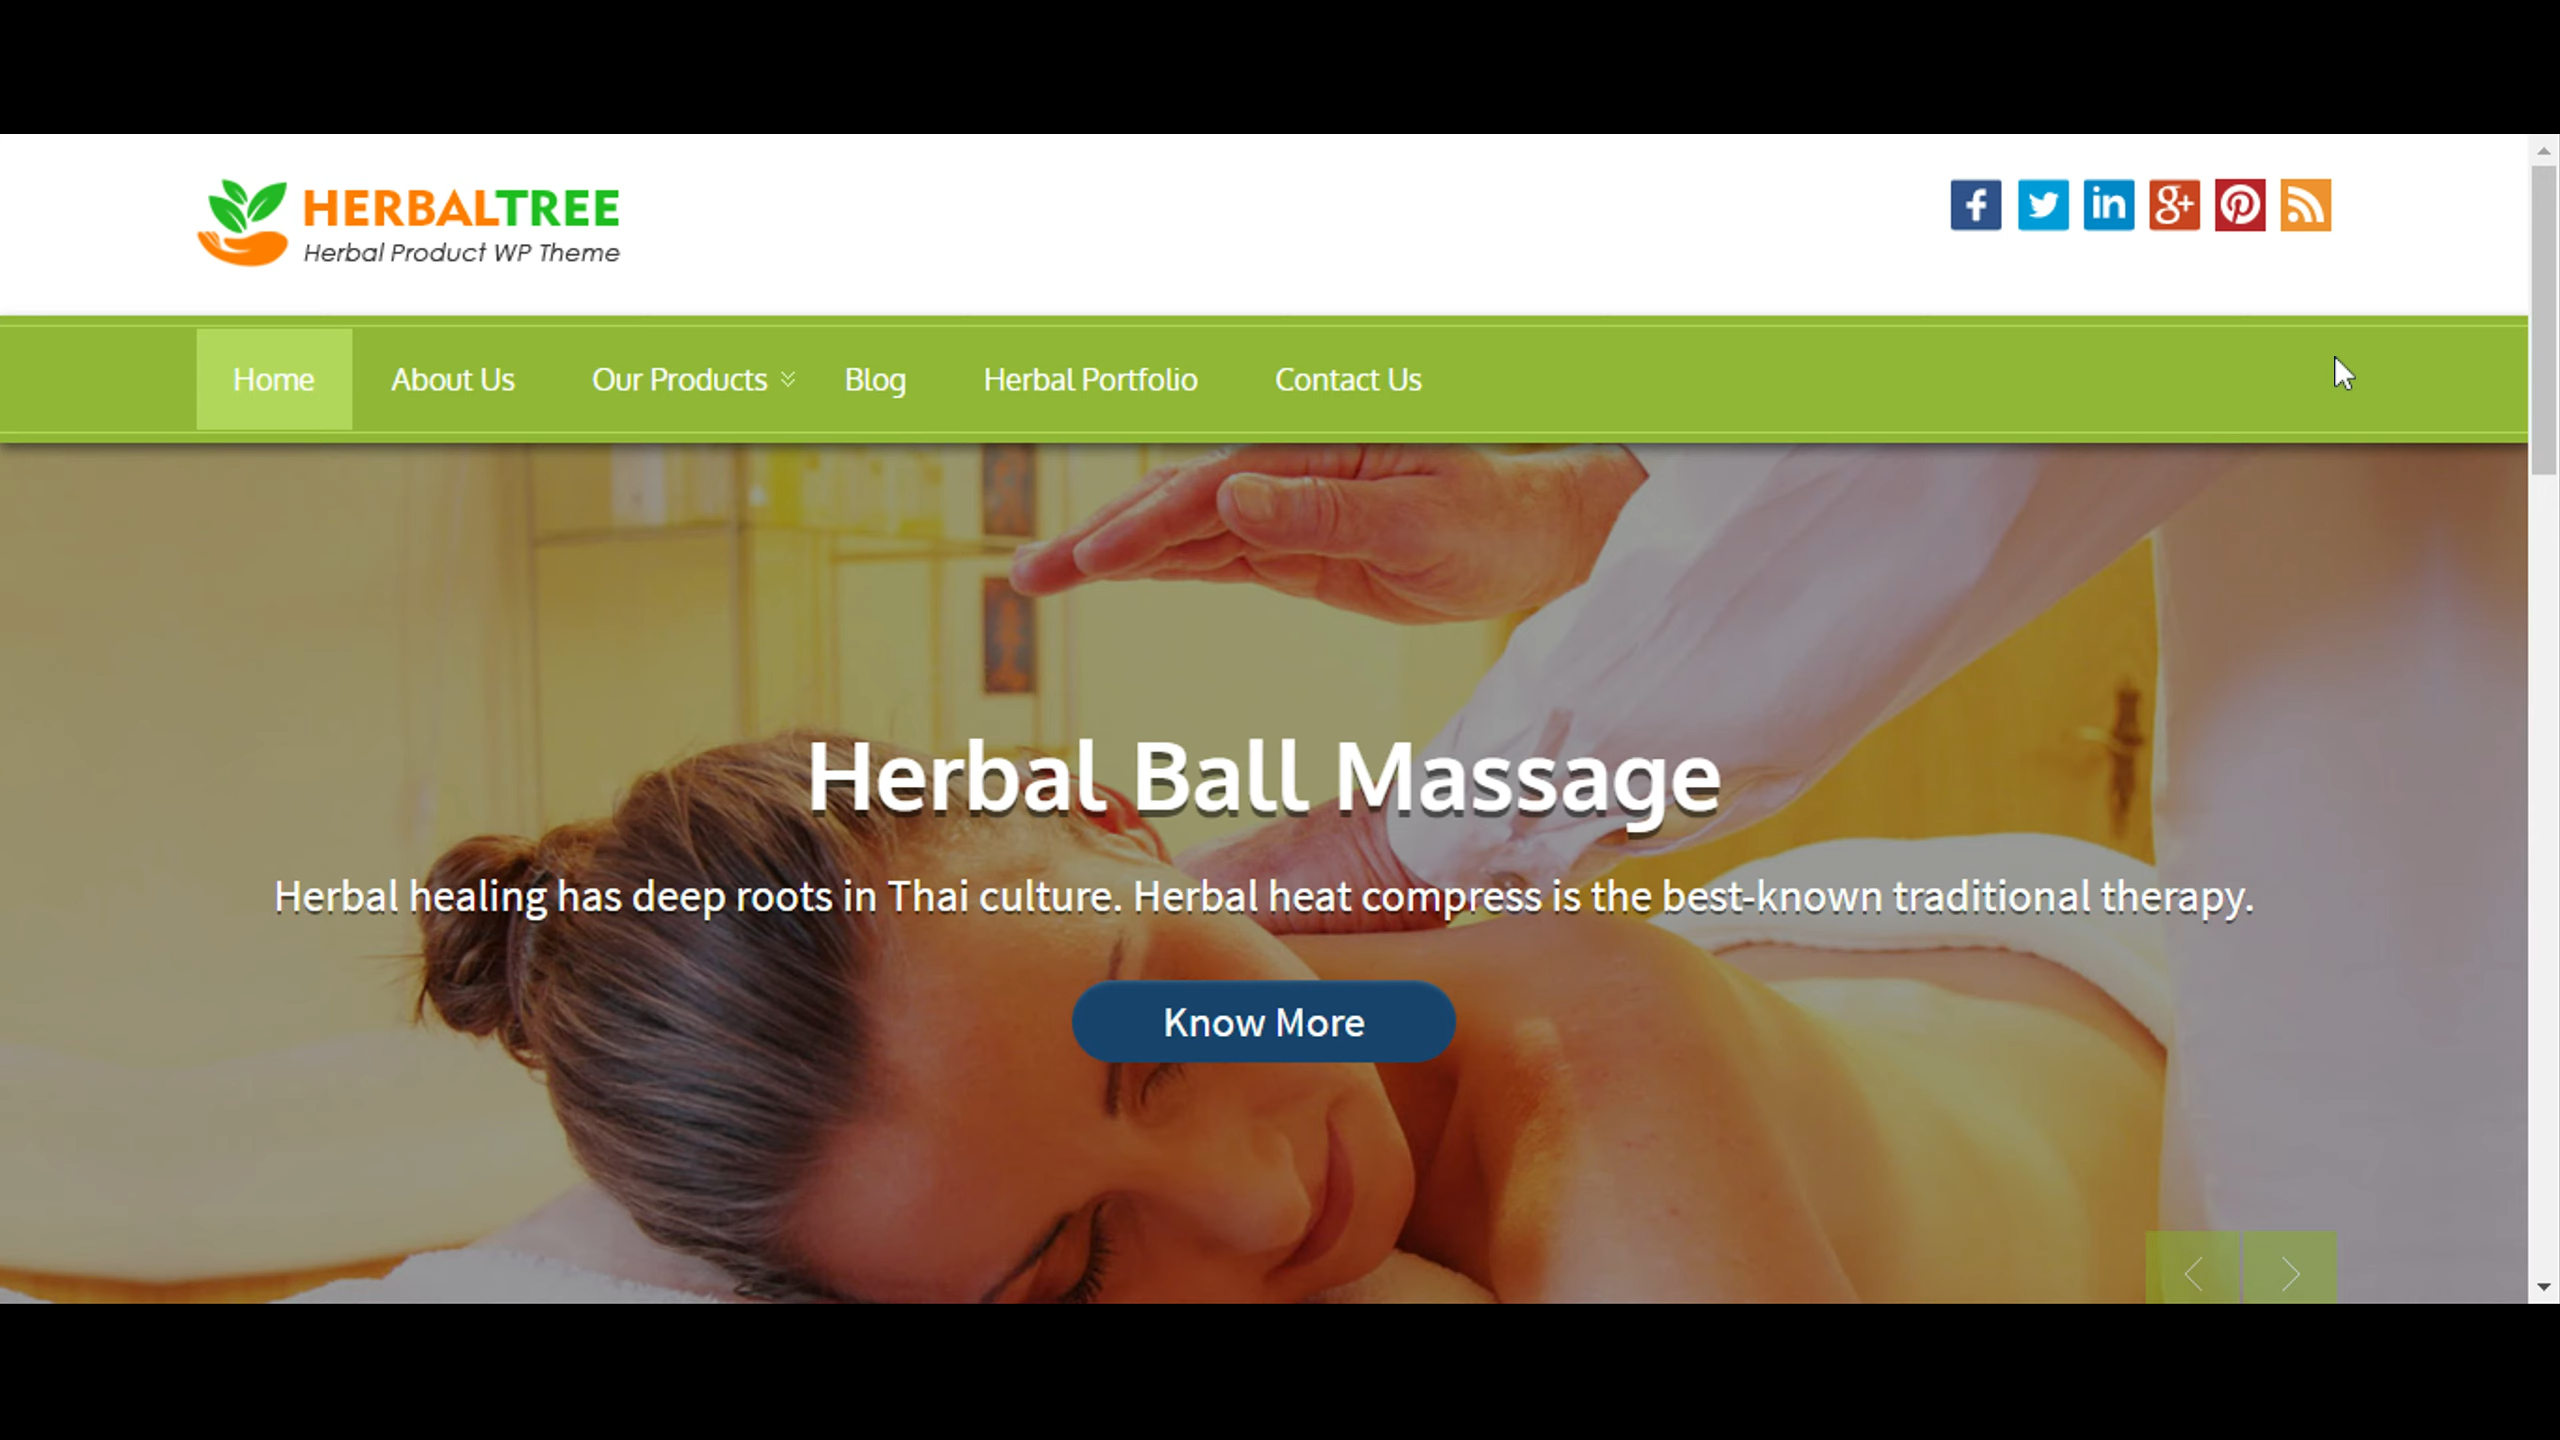 HERBALTREE
Herbal Product WP Theme
Home
About Us
Our Products
Blog
Herbal Portfolio
Contact Us
Herbal Ball Massage
Herbal healing has deep roots in Thai culture. Herbal heat compress is the best-known traditional therapy.
Know More